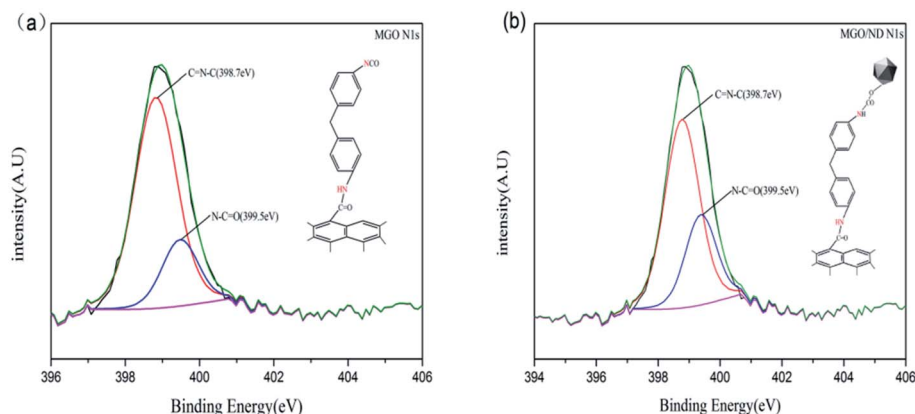 (a)
MGO N1s
C=N-C(398.7eV)
N-C=O(399.5eV)
NCO
HN
C=O
intensity(A.U)
396 398 400 402 404 406
Binding Energy(eV)
(b)
MGO/ND N1s
C=N-C(398.7eV)
N-C=O(399.5eV)
O
CO
NH
HN
C=O
intensity(A.U)
394 396 398 400 402 404 406
Binding Energy(eV)